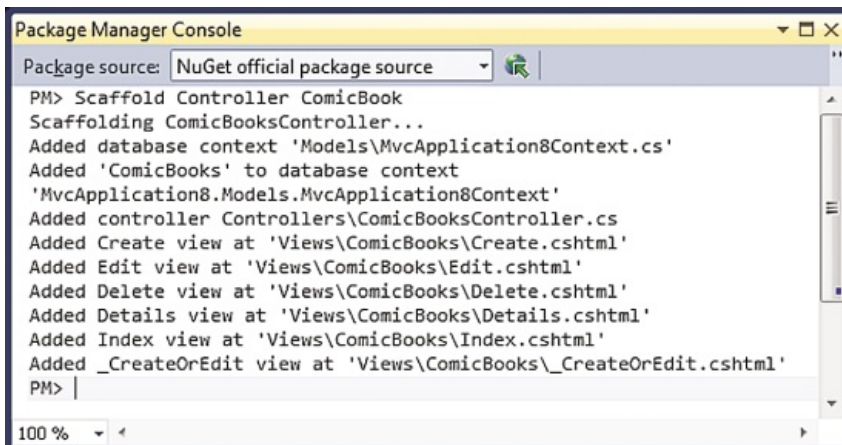 Package Manager Console
Package source: NuGet official package source
PM> Scaffold Controller ComicBook
Scaffolding ComicBooksController...
Added database context 'Models\MvcApplication8Context.cs'
Added 'ComicBooks' to database context
'MvcApplication8.Models.MvcApplication8Context'
Added controller Controllers\ComicBooksController.cs
Added Create view at 'Views\ComicBooks\Create.cshtml'
Added Edit view at 'Views\ComicBooks\Edit.cshtml'
Added Delete view at 'Views\ComicBooks\Delete.cshtml'
Added Details view at 'Views\ComicBooks\Details.cshtml'
Added Index view at 'Views\ComicBooks\Index.cshtml'
Added _CreateOrEdit view at 'Views\ComicBooks\_CreateOrEdit.cshtml'
PM>
100 %